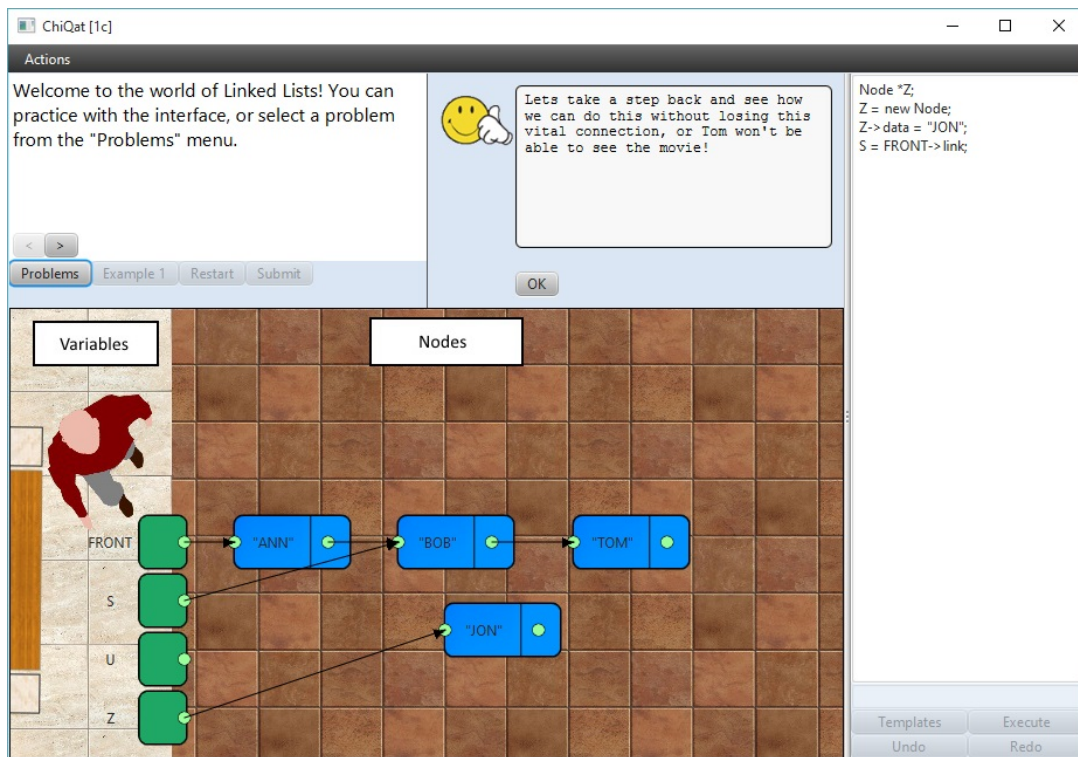 ChiQat [1c]
Actions
Welcome to the world of Linked Lists! You can
practice with the interface, or select a problem
from the "Problems" menu.
< >
Problems Example 1 Restart Submit
Lets take a step back and see how
we can do this without losing this
vital connection, or Tom won't be
able to see the movie!
OK
Node *Z;
Z = new Node;
Z->data = "JON";
S = FRONT->link;
Variables
Nodes
FRONT
"ANN"
"BOB"
"TOM"
S
"JON"
U
Z
Templates Execute
Undo Redo